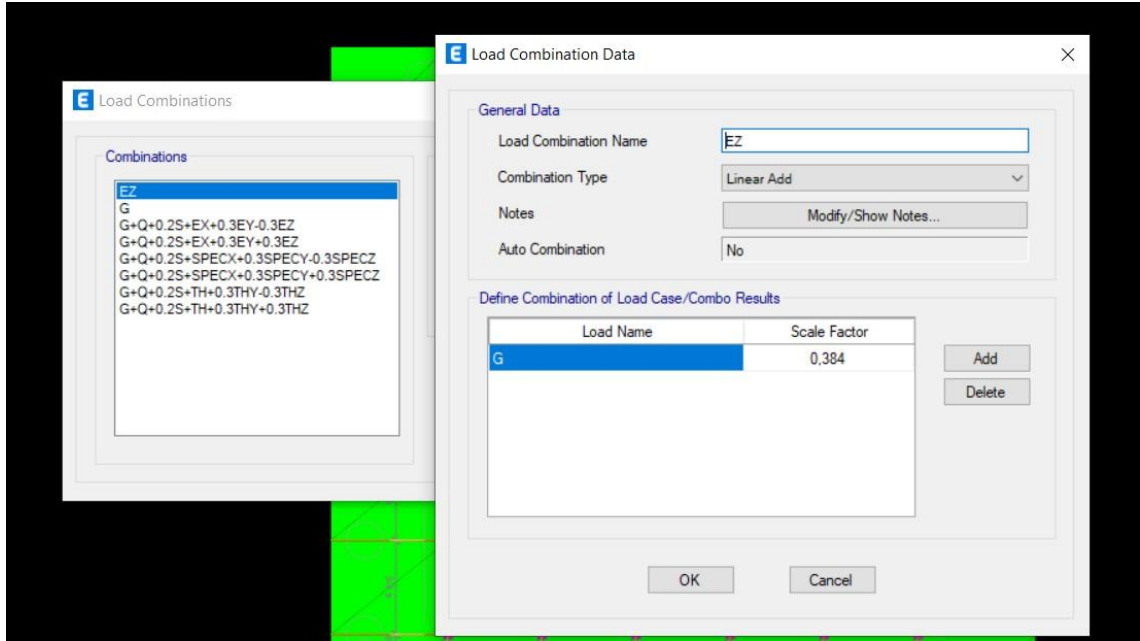 Load Combinations
Combinations
EZ
G
G+Q+0.2S+EX+0.3EY-0.3EZ
G+Q+0.2S+EX+0.3EY+0.3EZ
G+Q+0.2S+SPECX+0.3SPECY-0.3SPECZ
G+Q+0.2S+SPECX+0.3SPECY+0.3SPECZ
G+Q+0.2S+TH+0.3THY-0.3THZ
G+Q+0.2S+TH+0.3THY+0.3THZ
E Load Combination Data
General Data
Load Combination Name EZ
Combination Type Linear Add
Notes Modify/Show Notes...
Auto Combination No
Define Combination of Load Case/Combo Results
Load Name Scale Factor
G 0,384 Add
Delete
OK Cancel